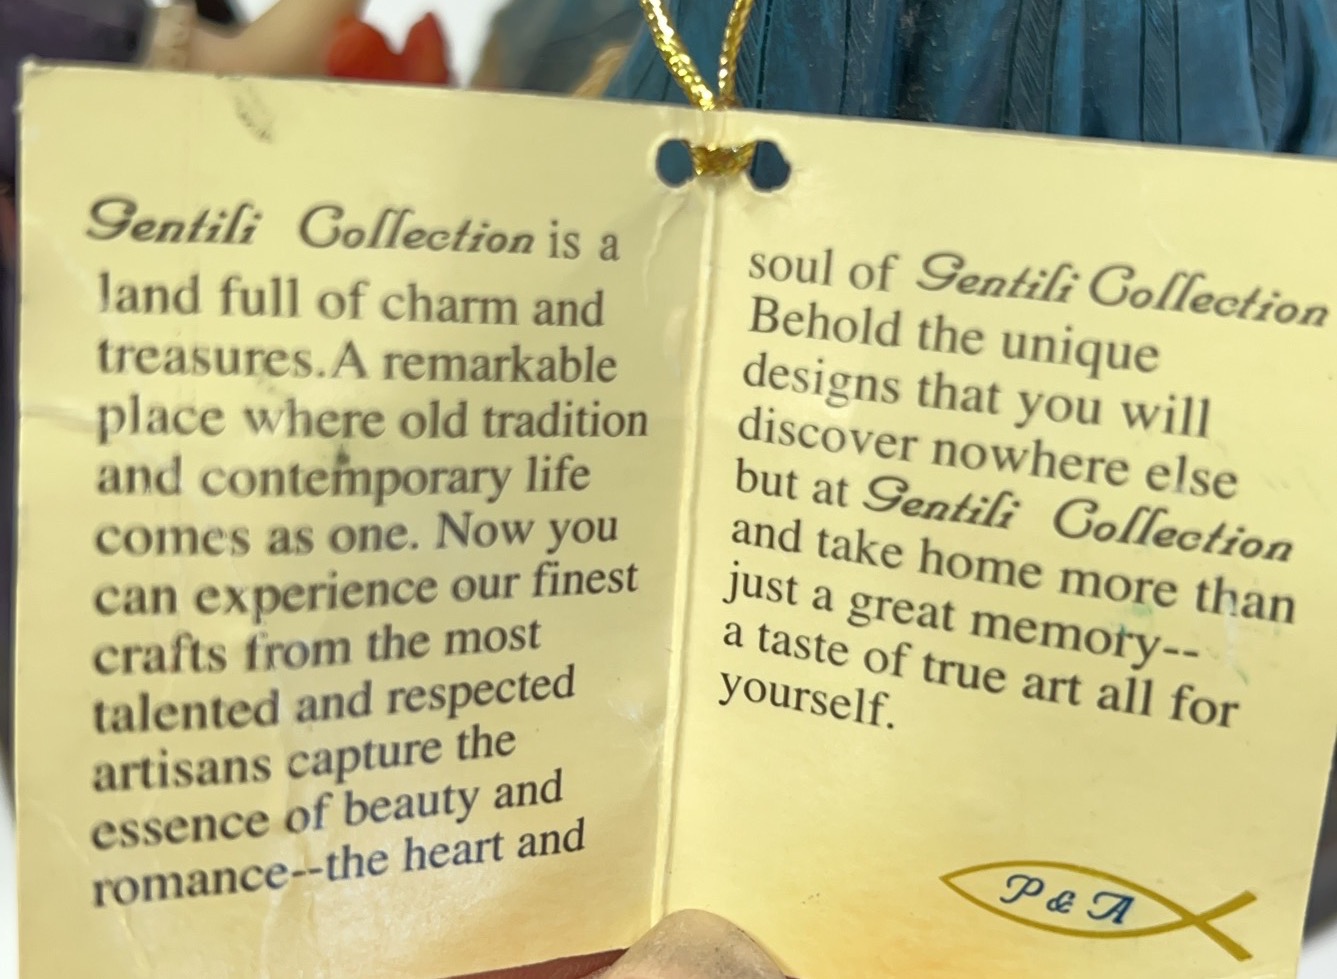 Gentili Collection is a
land full of charm and
treasures. A remarkable
place where old tradition
and contemporary life
comes as one. Now you
can experience our finest
crafts from the most
talented and respected
artisans capture the
essence of beauty and
romance--the heart and
soul of Gentili Collection
Behold the unique
designs that you will
discover nowhere else
but at Gentili Collection
and take home more than
just a great memory--
a taste of true art all for
yourself.
P & A